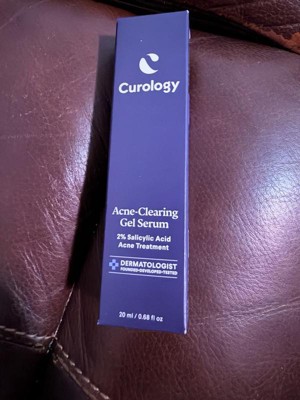 Curology
Acne-Clearing
Gel Serum
2% Salicylic Acid
Acne Treatment
DERMATOLOGIST
FOUNDED•DEVELOPED•TESTED
20 ml / 0.68 fl oz